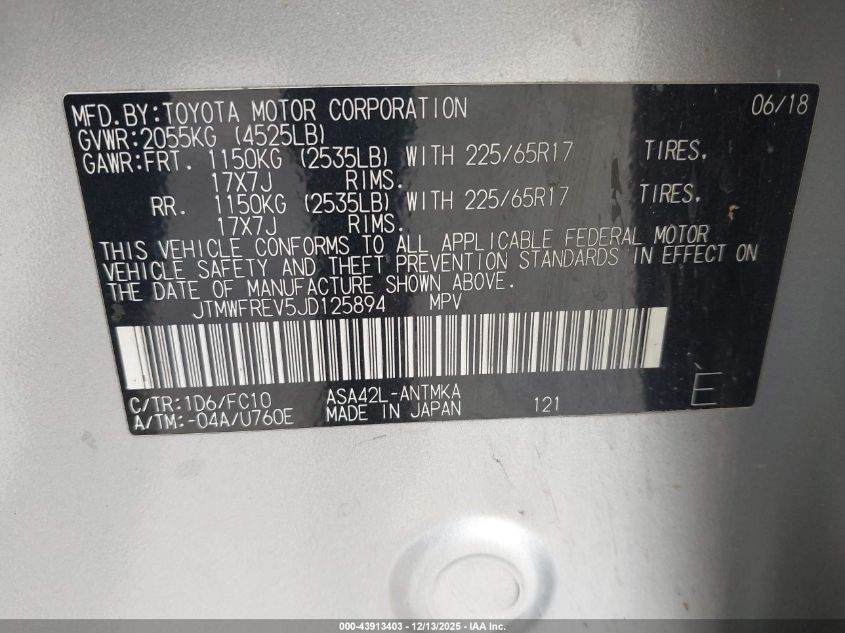 MFD.BY:TOYOTA MOTOR CORPORATION 06/18
GVWR:2055KG (4525LB)
GAWR:FRT. 1150KG (2535LB) WITH 225/65R17 TIRES,
17X7J RIMS.
RR. 1150KG (2535LB) WITH 225/65R17 TIRES,
17X7J RIMS.
THIS VEHICLE CONFORMS TO ALL APPLICABLE FEDERAL MOTOR
VEHICLE SAFETY AND THEFT PREVENTION STANDARDS IN EFFECT ON
THE DATE OF MANUFACTURE SHOWN ABOVE.
JTMWFREV5JD125894 MPV
C/TR:1D6/FC10 ASA42L-ANTMKA 121 È
A/TM:-04A/U760E MADE IN JAPAN
000-43913403 - 12/13/2025 - IAA Inc.